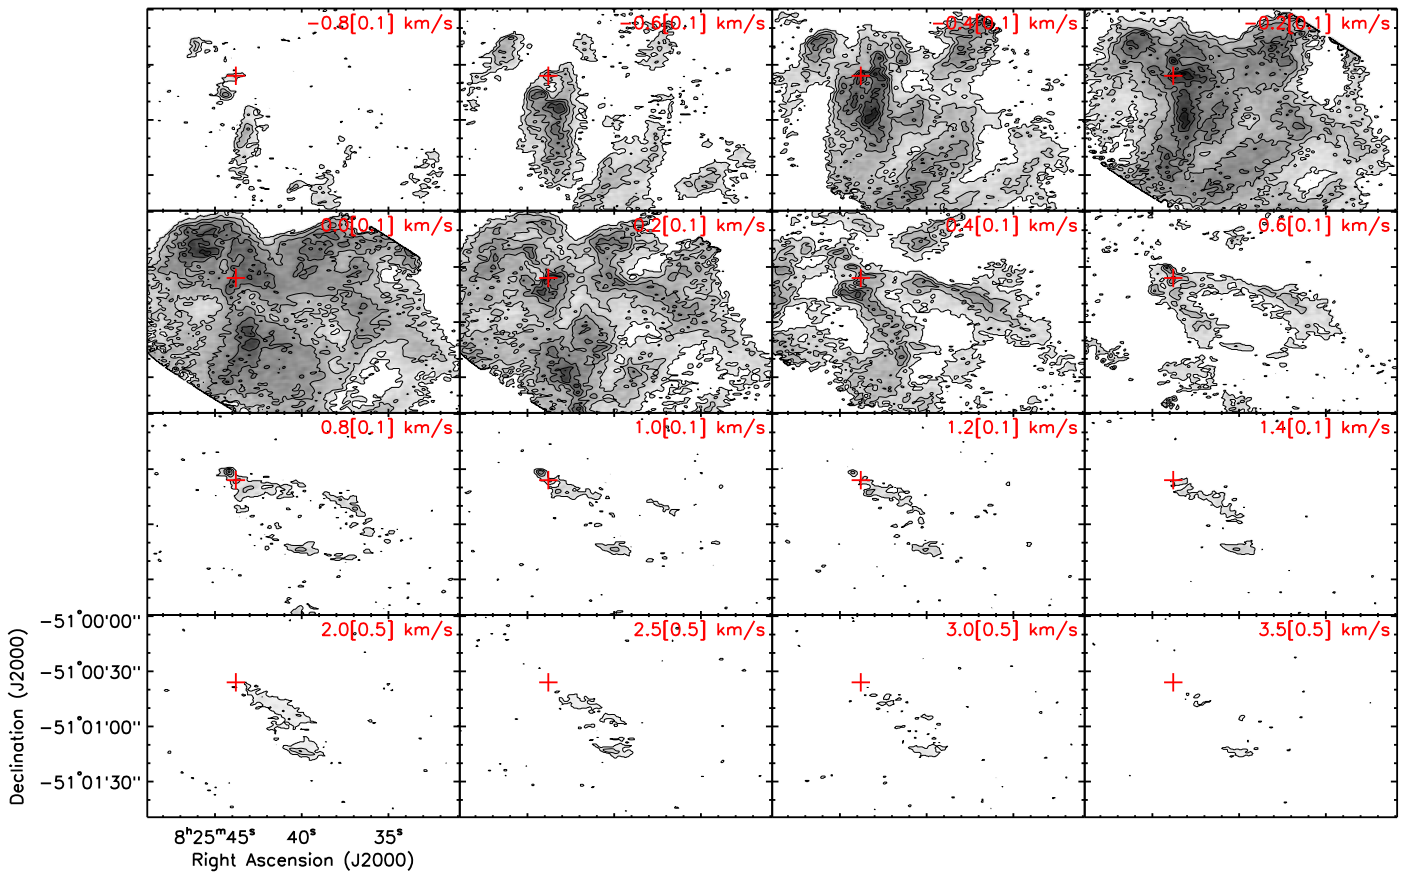 −0.8[0.1] km/s
−0.6[0.1] km/s
−0.4[0.1] km/s
−0.2[0.1] km/s
0.0[0.1] km/s
0.2[0.1] km/s
0.4[0.1] km/s
0.6[0.1] km/s
0.8[0.1] km/s
1.0[0.1] km/s
1.2[0.1] km/s
1.4[0.1] km/s
2.0[0.5] km/s
2.5[0.5] km/s
3.0[0.5] km/s
3.5[0.5] km/s
−51°00'00''
−51°00'30''
−51°01'00''
−51°01'30''
Declination (J2000)
8ʰ25ᵐ45ˢ 40ˢ 35ˢ
Right Ascension (J2000)